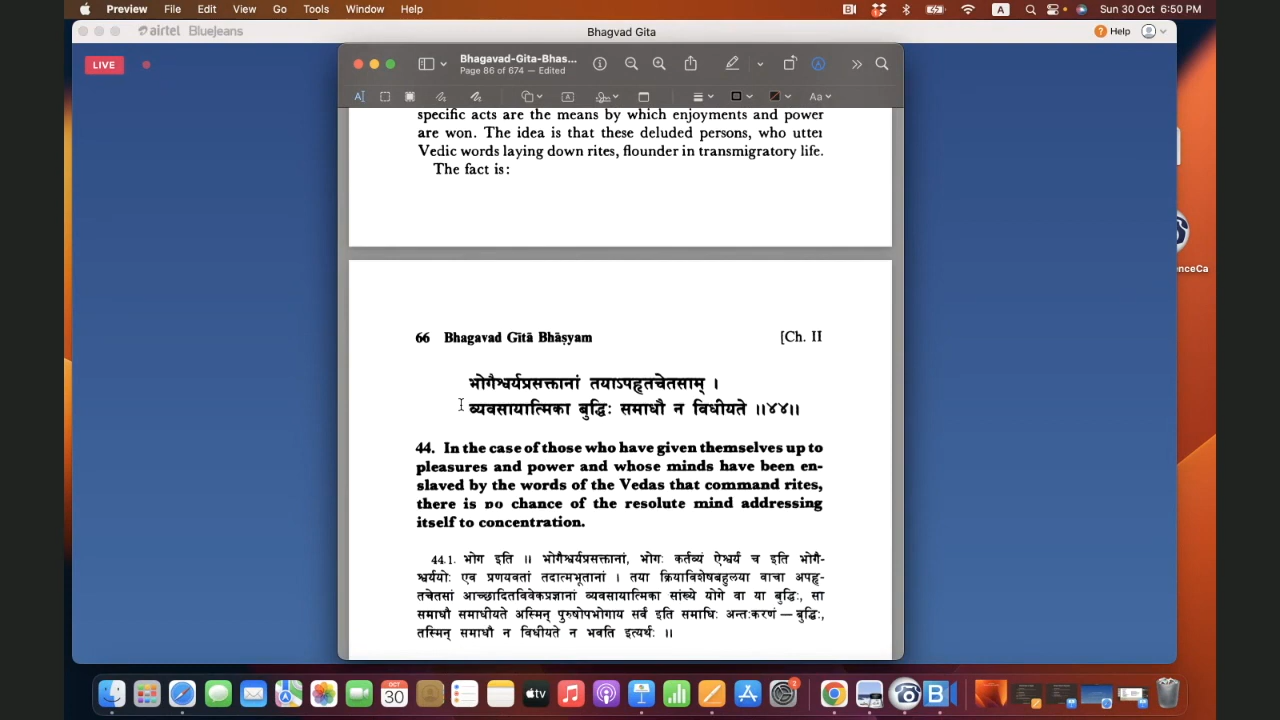 Preview File Edit View Go Tools Window Help
A
Sun 30 Oct 6:50 PM
airtel BlueJeans
Bhagvad Gita
? Help
LIVE
Bhagavad-Gita-Bhas...
Page 86 of 674 — Edited
Aa
specific acts are the means by which enjoyments and power
are won. The idea is that these deluded persons, who utter
Vedic words laying down rites, flounder in transmigratory life.
The fact is:
enceCa
66 Bhagavad Gītā Bhāṣyam [Ch. II
भोगैश्वर्यप्रसक्तानां तयाऽपहृतचेतसाम् ।
व्यवसायात्मिका बुद्धिः समाधौ न विधीयते ॥४४॥
44. In the case of those who have given themselves up to
pleasures and power and whose minds have been en-
slaved by the words of the Vedas that command rites,
there is no chance of the resolute mind addressing
itself to concentration.
44.1. भोग इति ॥ भोगैश्वर्यप्रसक्तानां, भोगः कर्तव्यं ऐश्वर्यं च इति भोगै-
श्वर्ययोः एव प्रणयवतां तदात्मभूतानां । तया क्रियाविशेषबहुलया वाचा अपहृ-
तचेतसां आच्छादितविवेकप्रज्ञानां व्यवसायात्मिका सांख्ये योगे वा या बुद्धिः, सा
समाधौ समाधीयते अस्मिन् पुरुषोपभोगाय सर्वं इति समाधिः अन्तःकरणं — बुद्धिः,
तस्मिन् समाधौ न विधीयते न भवति इत्यर्थः ॥
OCT
30
tv
2
B